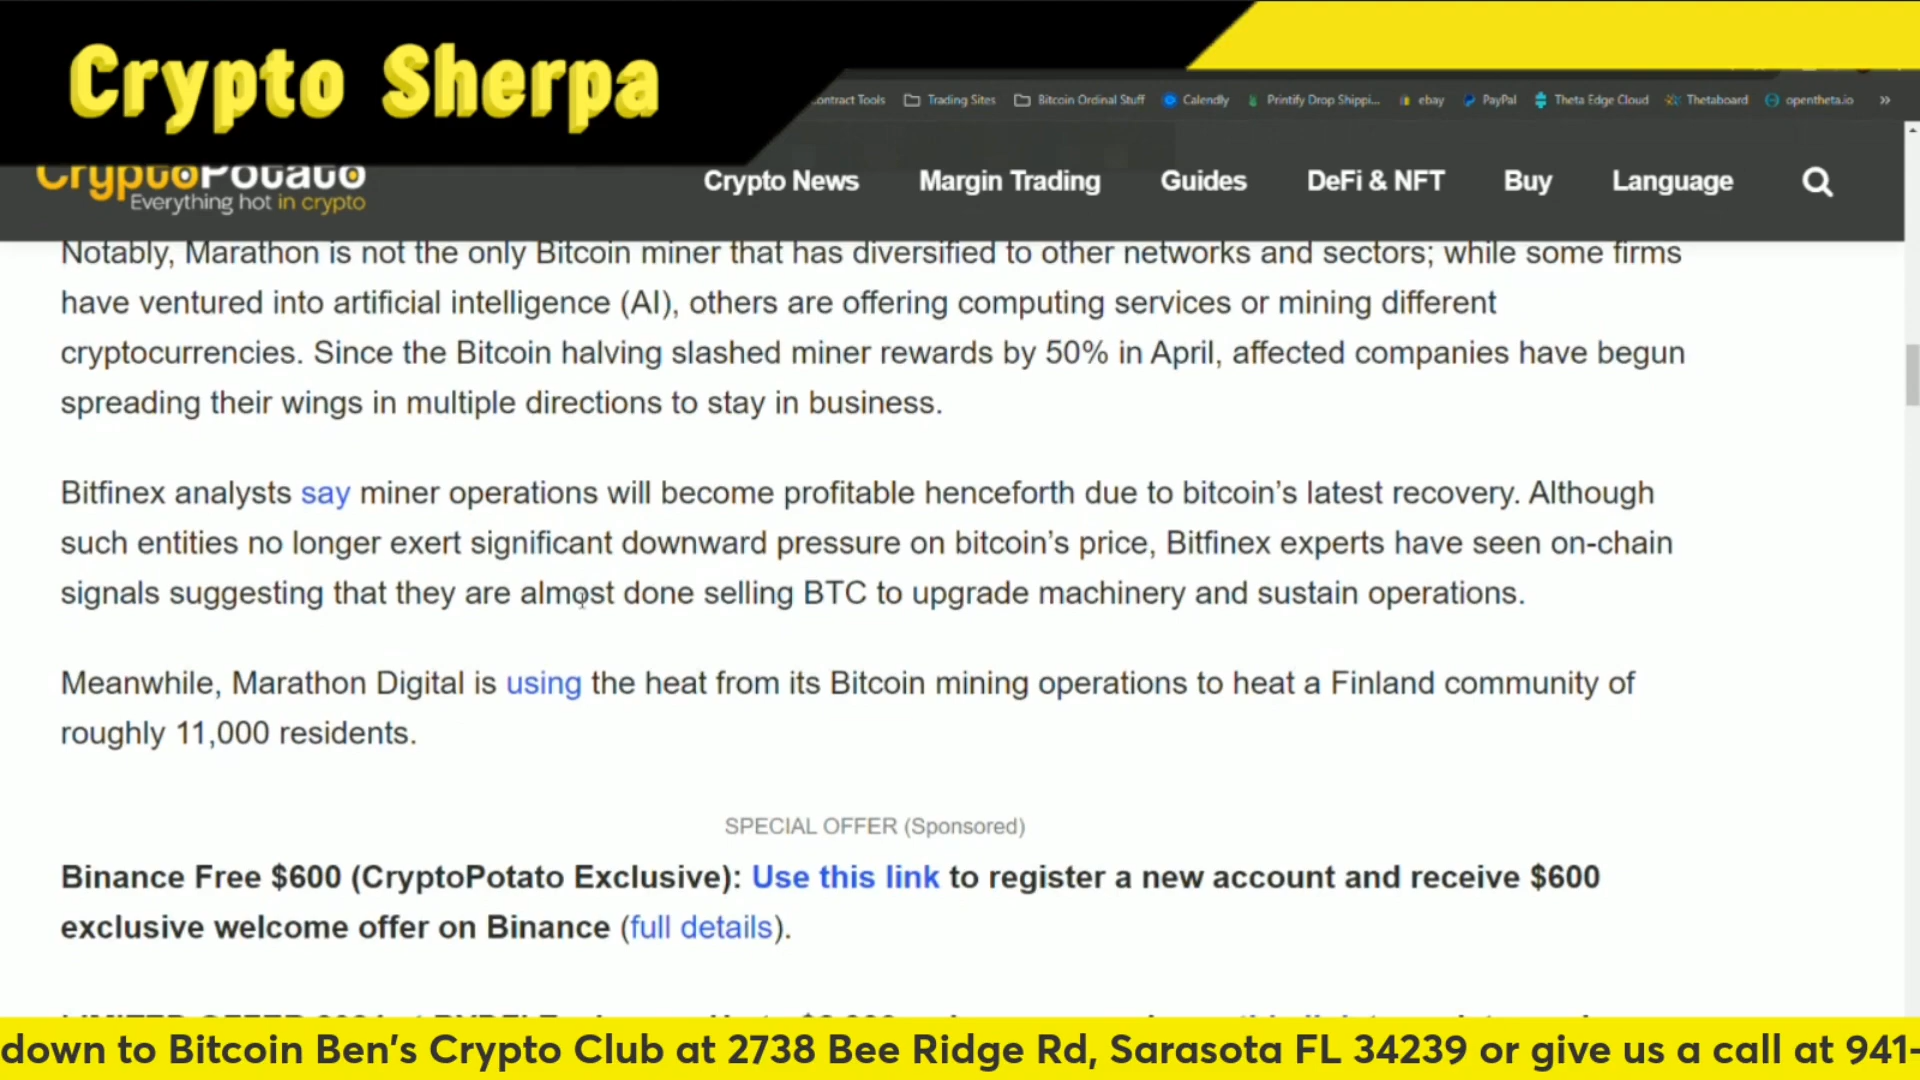 Crypto Sherpa
ontract Tools Trading Sites Bitcoin Ordinal Stuff Calendly Printify Drop Shippi... ebay PayPal Theta Edge Cloud Thetaboard opentheta.io »
CryptoPotato
Everything hot in crypto
Crypto News Margin Trading Guides DeFi & NFT Buy Language
Notably, Marathon is not the only Bitcoin miner that has diversified to other networks and sectors; while some firms
have ventured into artificial intelligence (AI), others are offering computing services or mining different
cryptocurrencies. Since the Bitcoin halving slashed miner rewards by 50% in April, affected companies have begun
spreading their wings in multiple directions to stay in business.
Bitfinex analysts say miner operations will become profitable henceforth due to bitcoin’s latest recovery. Although
such entities no longer exert significant downward pressure on bitcoin’s price, Bitfinex experts have seen on-chain
signals suggesting that they are almost done selling BTC to upgrade machinery and sustain operations.
Meanwhile, Marathon Digital is using the heat from its Bitcoin mining operations to heat a Finland community of
roughly 11,000 residents.
SPECIAL OFFER (Sponsored)
Binance Free $600 (CryptoPotato Exclusive): Use this link to register a new account and receive $600
exclusive welcome offer on Binance (full details).
down to Bitcoin Ben's Crypto Club at 2738 Bee Ridge Rd, Sarasota FL 34239 or give us a call at 941-